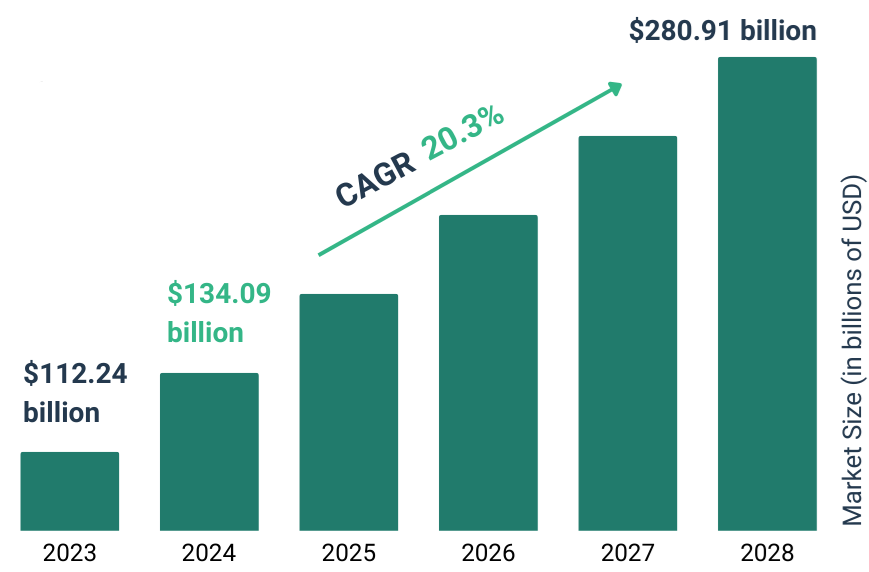 $280.91 billion
CAGR 20.3%
$134.09
billion
$112.24
billion
Market Size (in billions of USD)
2023
2024
2025
2026
2027
2028